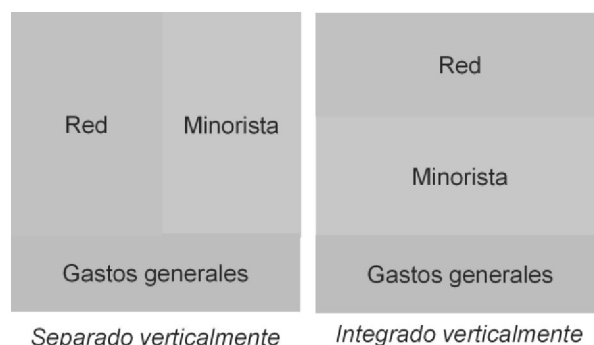 Red
Minorista
Gastos generales
Separado verticalmente
Red
Minorista
Gastos generales
Integrado verticalmente